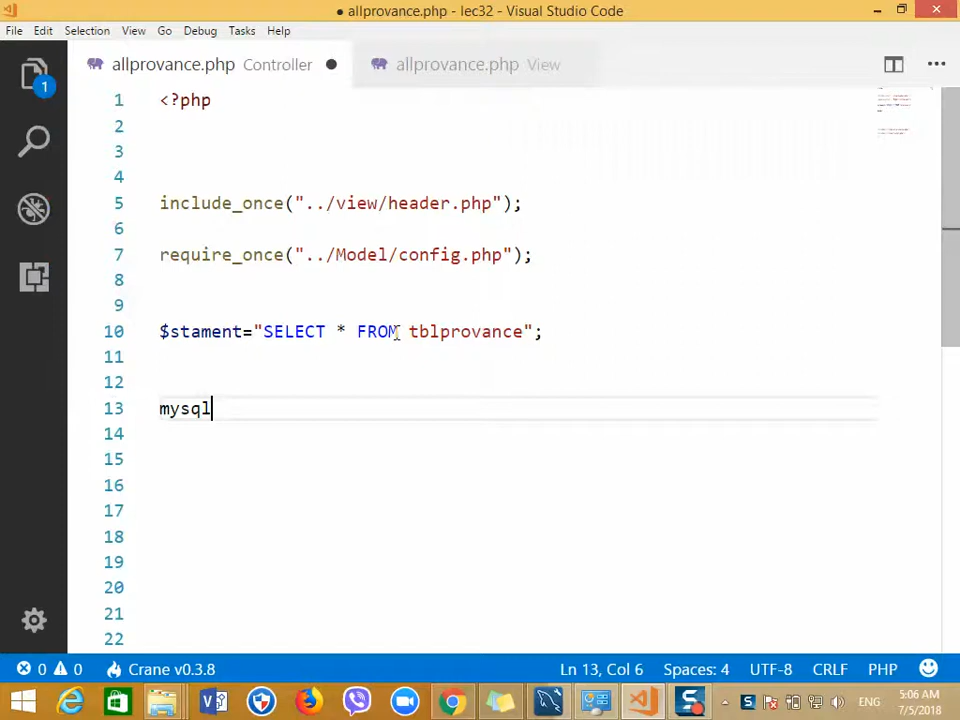 ● allprovance.php - lec32 - Visual Studio Code
File Edit Selection View Go Debug Tasks Help
allprovance.php Controller ●
allprovance.php View
1 <?php
2
3
4
5 include_once("../view/header.php");
6
7 require_once("../Model/config.php");
8
9
10 $stament="SELECT * FROM tblprovance";
11
12
13 mysql
14
15
16
17
18
19
20
21
22
1
0 0 Crane v0.3.8 Ln 13, Col 6 Spaces: 4 UTF-8 CRLF PHP
ENG
5:06 AM
7/5/2018